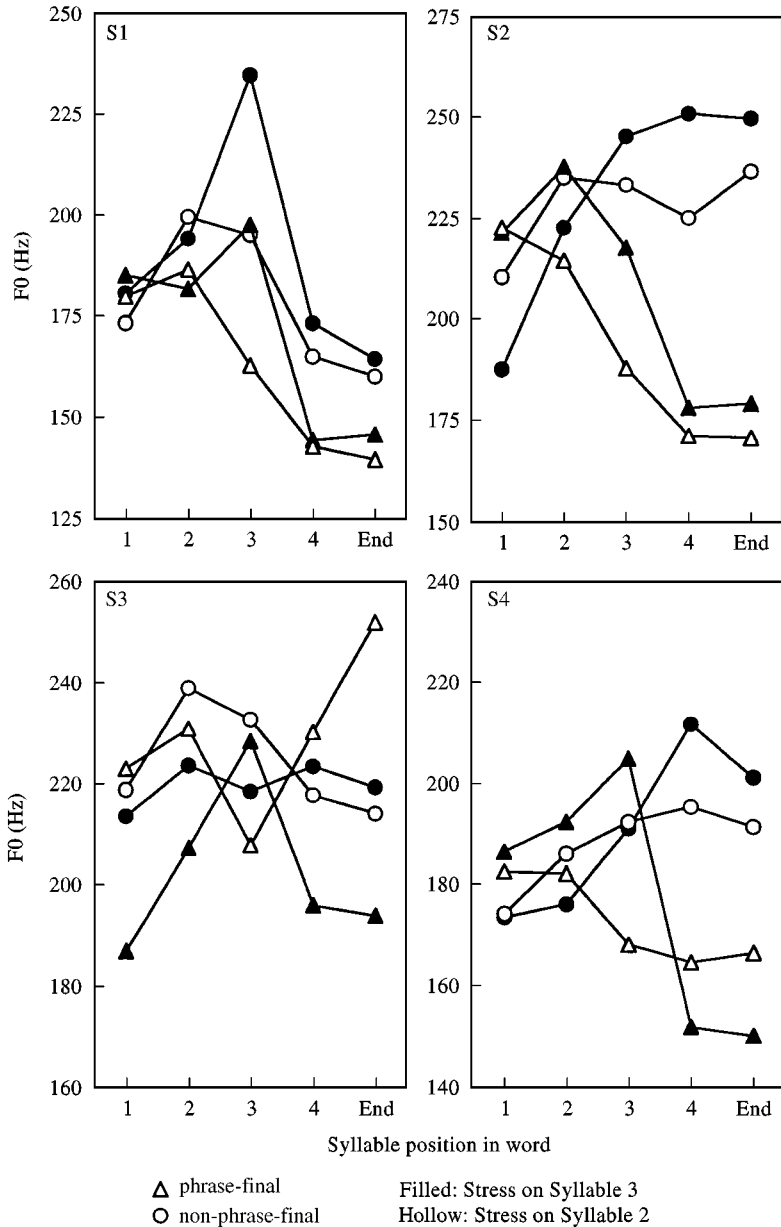 S1
S2
250
225
200
175
150
125
F0 (Hz)
1 2 3 4 End
275
250
225
200
175
150
1 2 3 4 End
S3
S4
260
240
220
200
180
160
F0 (Hz)
1 2 3 4 End
240
220
200
180
160
140
1 2 3 4 End
Syllable position in word
phrase-final
Filled: Stress on Syllable 3
non-phrase-final
Hollow: Stress on Syllable 2